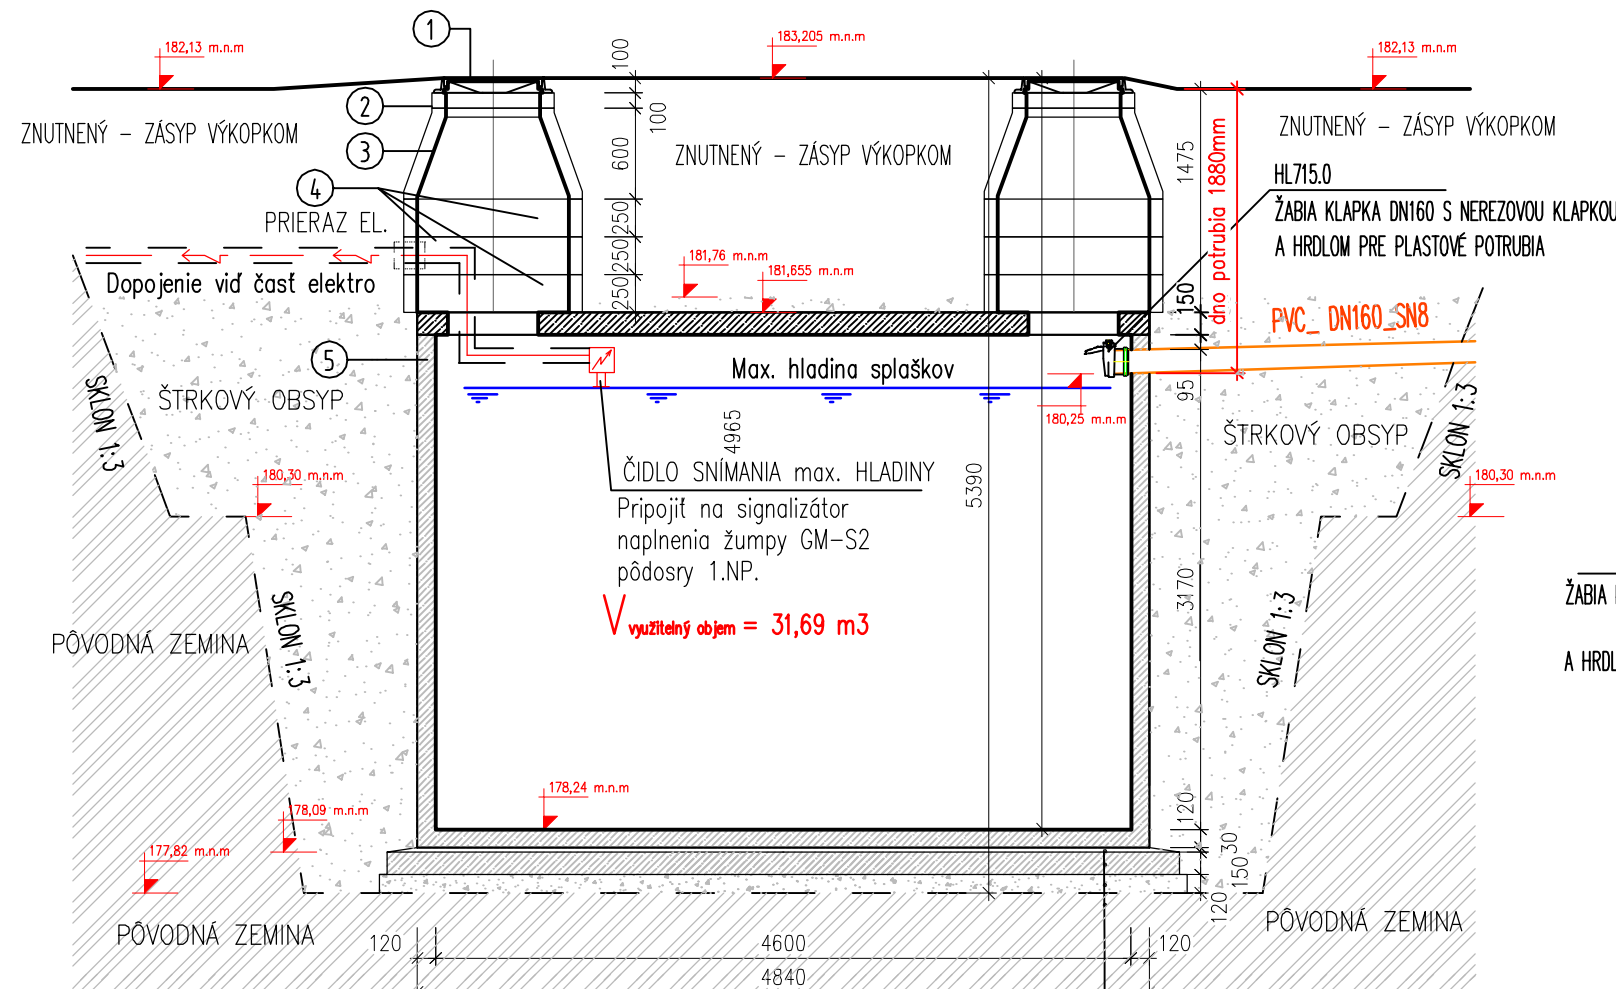 1
182,13 m.n.m
183,205 m.n.m
182,13 m.n.m
100
2
100
ZNUTNENÝ – ZÁSYP VÝKOPKOM
ZNUTNENÝ – ZÁSYP VÝKOPKOM
ZNUTNENÝ – ZÁSYP VÝKOPKOM
3
600
1475
dno potrubia 1880mm
HL715.0
ŽABIA KLAPKA DN160 S NEREZOVOU KLAPKOU
A HRDLOM PRE PLASTOVÉ POTRUBIA
4
PRIERAZ EL.
250
250
250
181,76 m.n.m
181,655 m.n.m
Dopojenie viď časť elektro
150
PVC_ DN160_SN8
5
Max. hladina splaškov
95
180,25 m.n.m
SKLON 1:3
ŠTRKOVÝ OBSYP
4965
5390
ŠTRKOVÝ OBSYP
SKLON 1:3
180,30 m.n.m
180,30 m.n.m
ČIDLO SNÍMANIA max. HLADINY
Pripojiť na signalizátor
naplnenia žumpy GM–S2
pôdosry 1.NP.
3170
ŽABIA
SKLON 1:3
SKLON 1:3
V využitelný objem = 31,69 m3
PÔVODNÁ ZEMINA
A HRDL
178,24 m.n.m
178,09 m.n.m
120
30
177,82 m.n.m
150
120
PÔVODNÁ ZEMINA
PÔVODNÁ ZEMINA
120
4600
120
4840